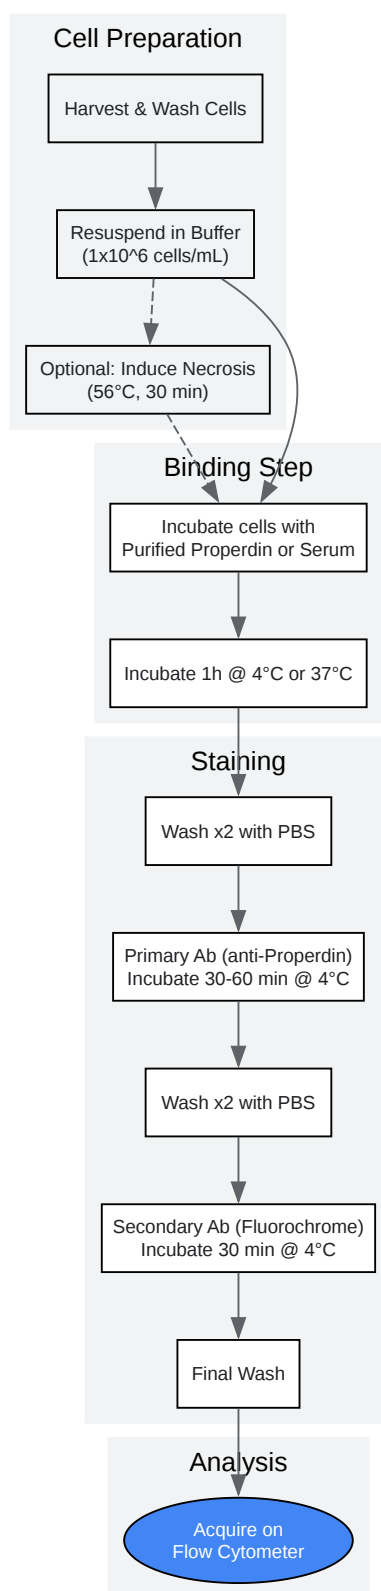 Cell Preparation
Harvest & Wash Cells
Resuspend in Buffer
(1x10^6 cells/mL)
Optional: Induce Necrosis
(56°C, 30 min)
Binding Step
Incubate cells with
Purified Properdin or Serum
Incubate 1h @ 4°C or 37°C
Staining
Wash x2 with PBS
Primary Ab (anti-Properdin)
Incubate 30-60 min @ 4°C
Wash x2 with PBS
Secondary Ab (Fluorochrome)
Incubate 30 min @ 4°C
Final Wash
Analysis
Acquire on
Flow Cytometer